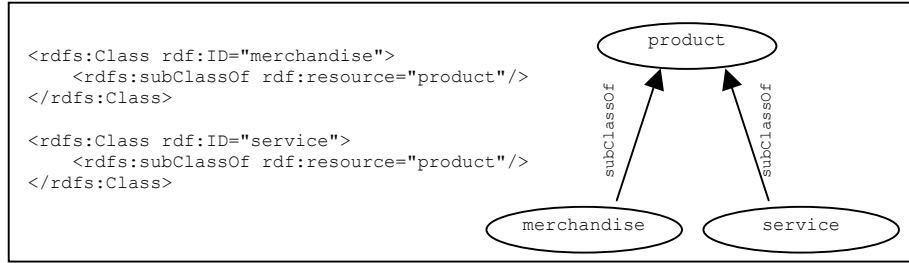 <rdfs:Class rdf:ID="merchandise">
    <rdfs:subClassOf rdf:resource="product"/>
</rdfs:Class>
<rdfs:Class rdf:ID="service">
    <rdfs:subClassOf rdf:resource="product"/>
</rdfs:Class>
product
subClassOf
subClassOf
merchandise
service